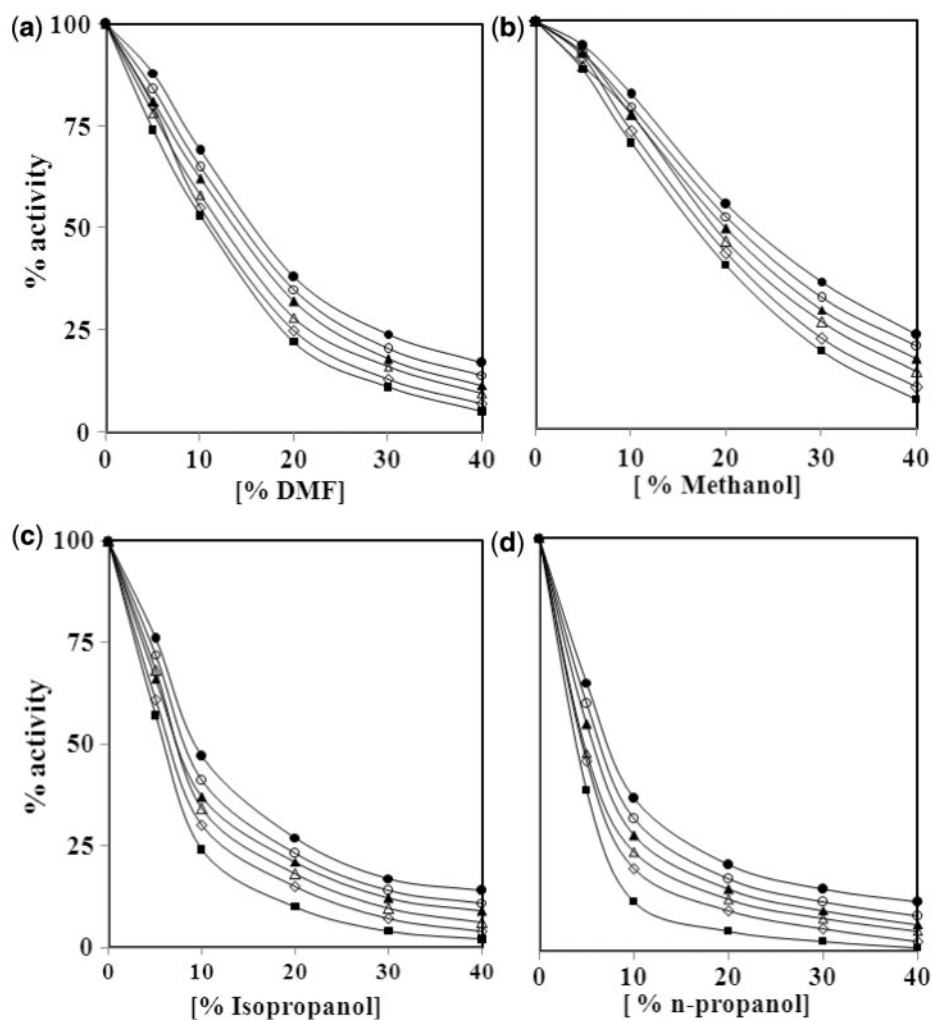 (a)
100
75
50
25
0
% activity
0 10 20 30 40
[% DMF]
(b)
0 10 20 30 40
[ % Methanol]
(c)
100
75
50
25
0
% activity
0 10 20 30 40
[% Isopropanol]
(d)
0 10 20 30 40
[ % n-propanol]